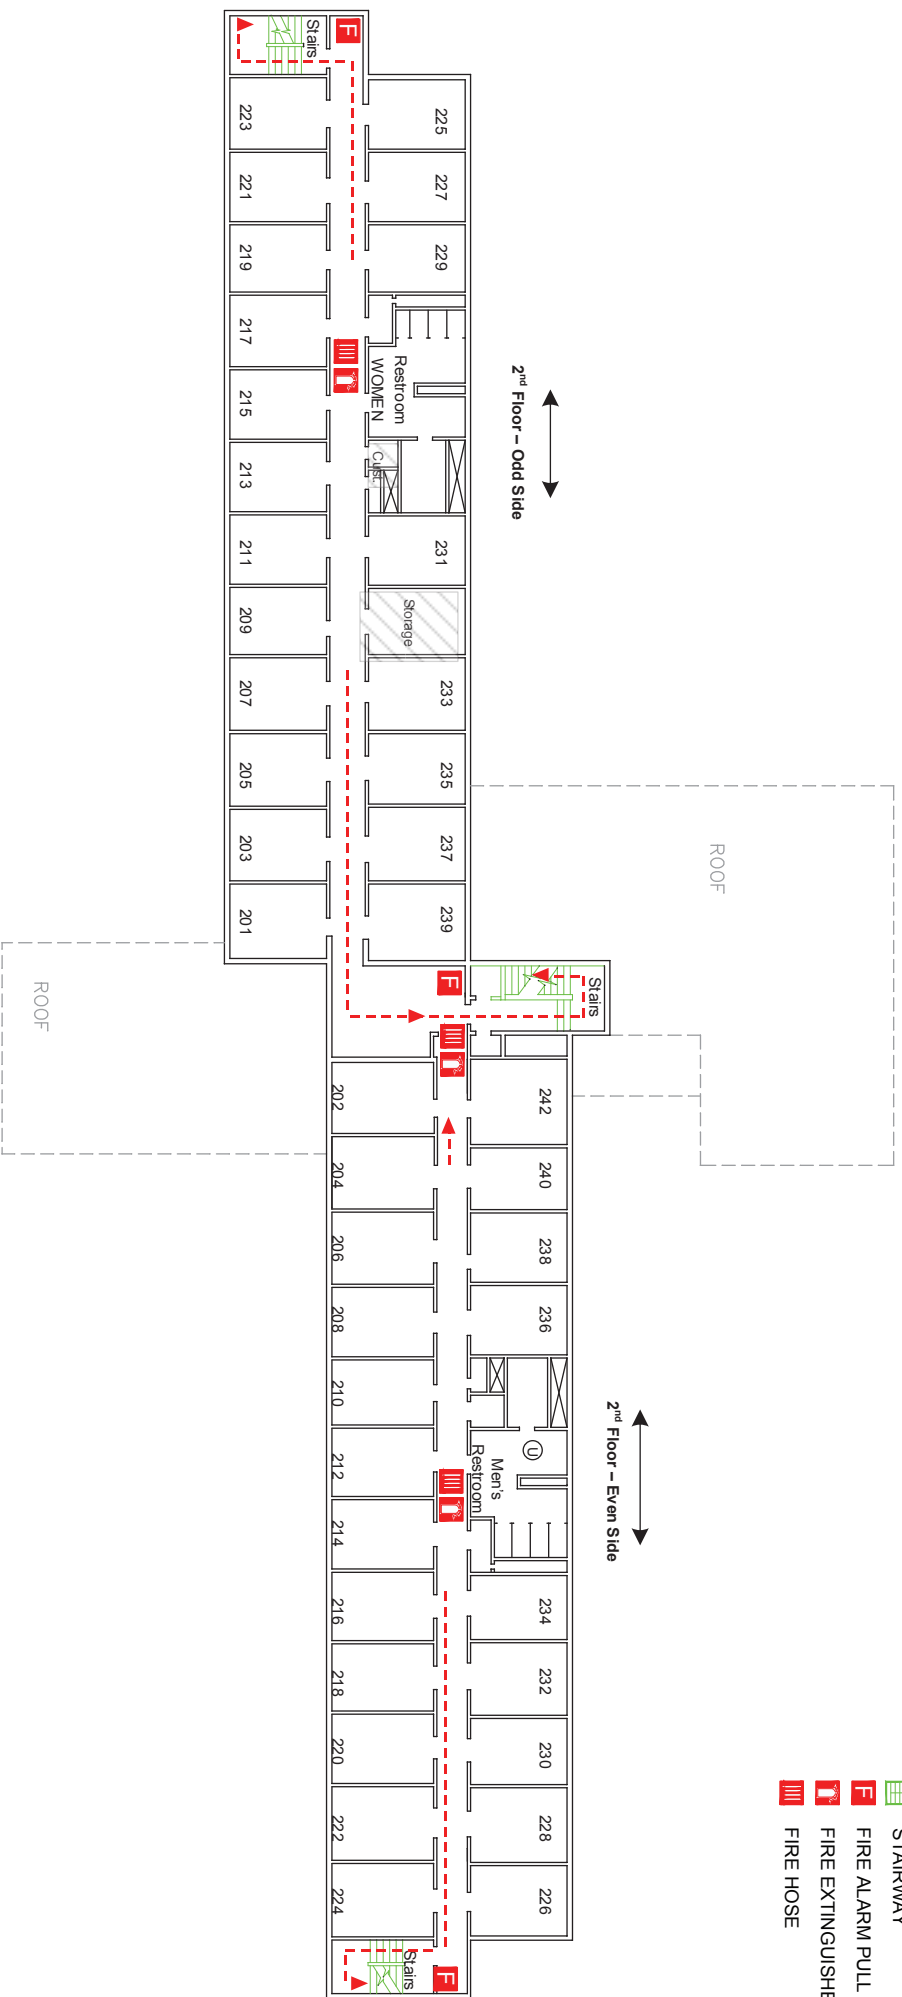 Stairs
F
223
221
219
217
215
213
211
209
207
205
203
201
225
227
229
Restroom
WOMEN
Cust.
231
Storage
233
235
237
239
2nd Floor – Odd Side
ROOF
ROOF
F
Stairs
202
204
206
208
210
212
214
216
218
220
222
224
242
240
238
236
U
Men's
Restroom
234
232
230
228
226
2nd Floor – Even Side
Stairs
F
STAIRWAY
F FIRE ALARM PULL
FIRE EXTINGUISHE
FIRE HOSE